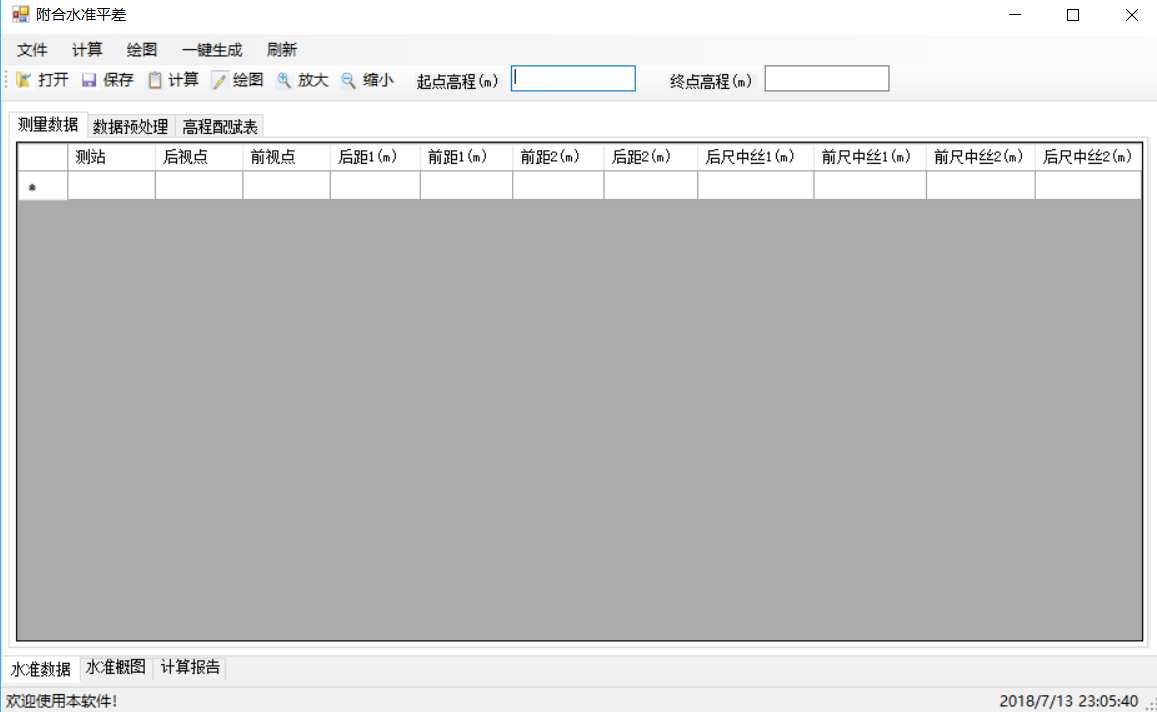 附合水准平差
文件 计算 绘图 一键生成 刷新
打开 保存 计算 绘图 放大 缩小 起点高程(m) 终点高程(m)
测量数据 数据预处理 高程配赋表
测站 后视点 前视点 后距1(m) 前距1(m) 前距2(m) 后距2(m) 后尺中丝1(m) 前尺中丝1(m) 前尺中丝2(m) 后尺中丝2(m)
水准数据 水准概图 计算报告
欢迎使用本软件! 2018/7/13 23:05:40